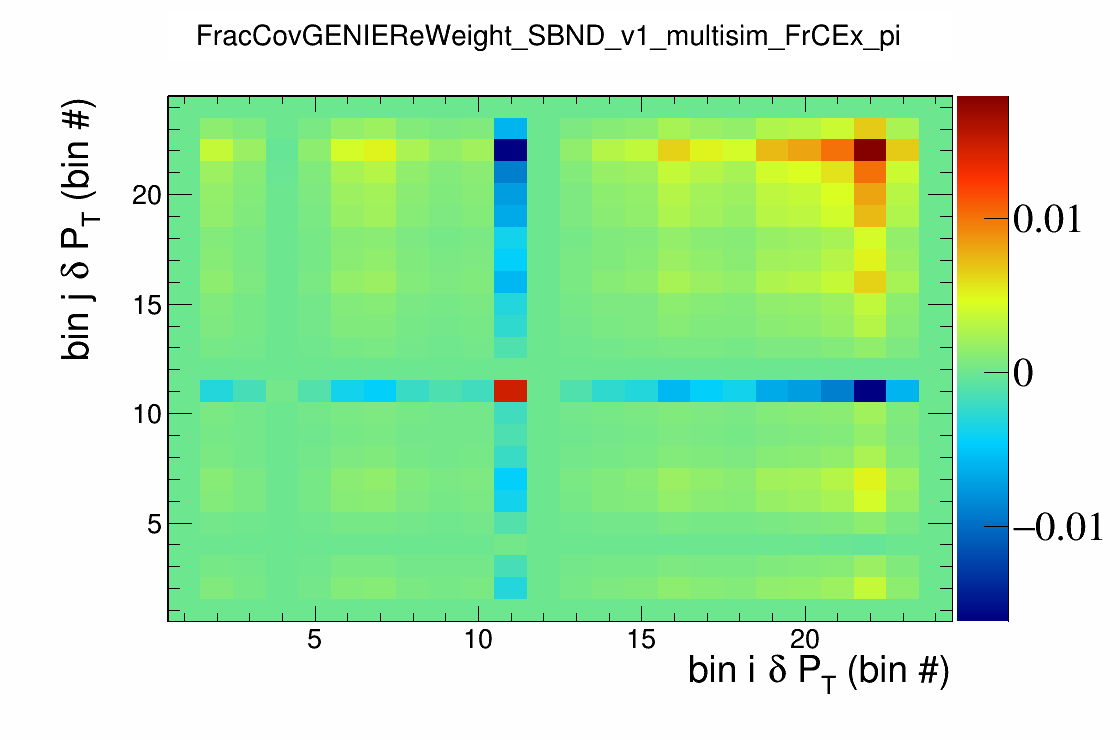 FracCovGENIEReWeight_SBND_v1_multisim_FrCEx_pi
bin j δ P_T (bin #)
20
15
10
5
5 10 15 20
bin i δ P_T (bin #)
0.01
0
−0.01